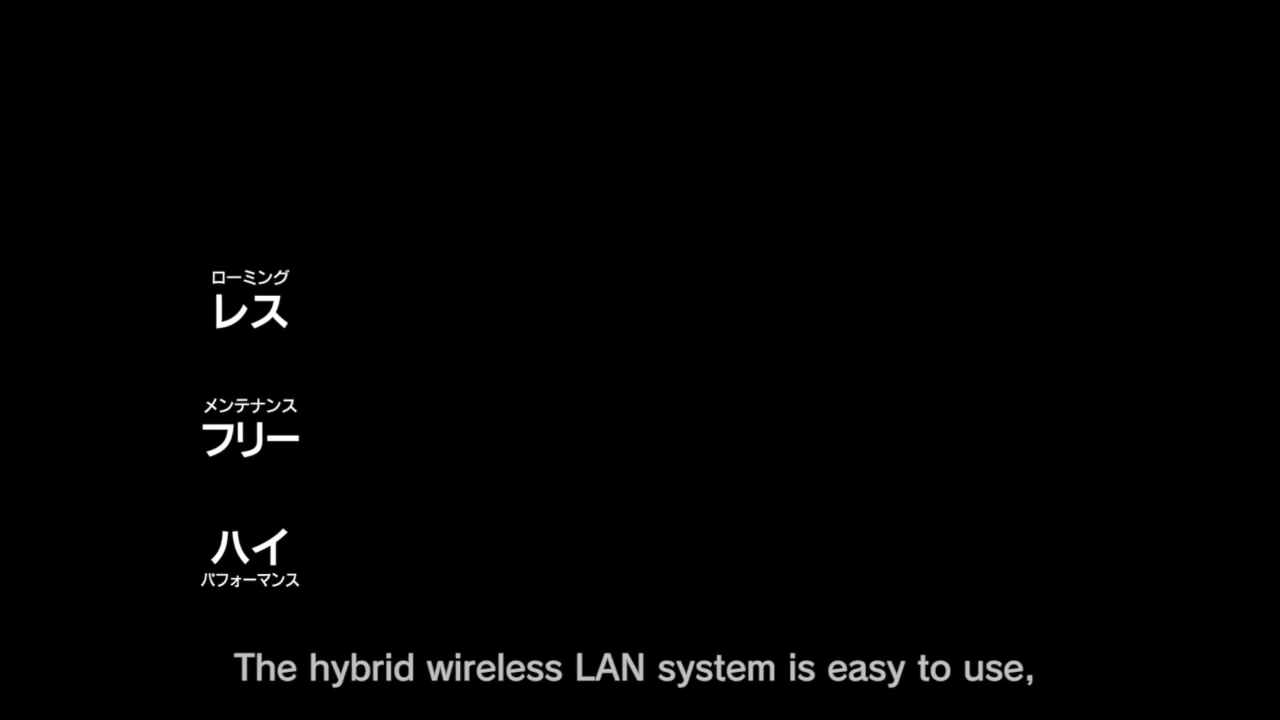 ローミング
レス
メンテナンス
フリー
ハイ
パフォーマンス
The hybrid wireless LAN system is easy to use,